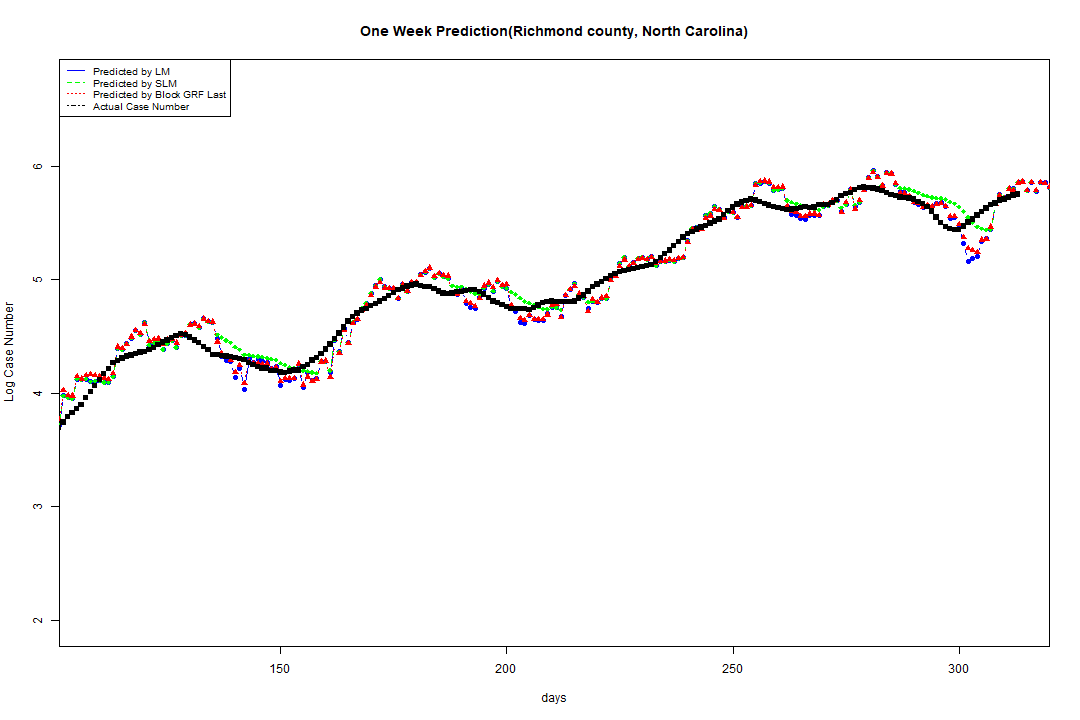 One Week Prediction(Richmond county, North Carolina)
Predicted by LM
Predicted by SLM
Predicted by Block GRF Last
Actual Case Number
6
5
4
3
2
Log Case Number
150
200
250
300
days